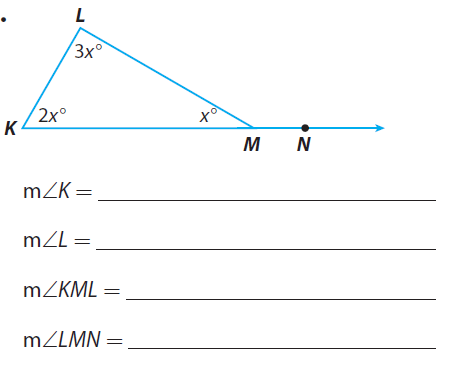 .
L
3x°
2x°
x°
K
M N
m∠K =
m∠L =
m∠KML =
m∠LMN =